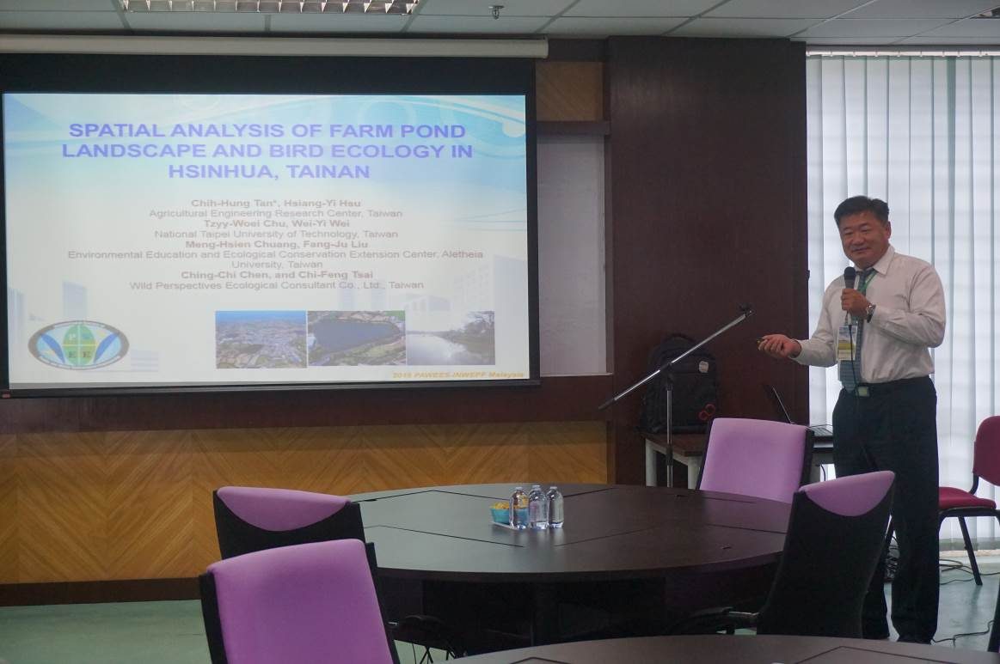 SPATIAL ANALYSIS OF FARM POND
LANDSCAPE AND BIRD ECOLOGY IN
HSINHUA, TAINAN
Chih-Hung Tan*, Hsiang-Yi Hsu
Agricultural Engineering Research Center, Taiwan
Tzyy-Woei Chu, Wei-Yi Wei
National Taipei University of Technology, Taiwan
Meng-Hsien Chuang, Fang-Ju Liu
Environmental Education and Ecological Conservation Extension Center, Aletheia
University, Taiwan
Ching-Chi Chen, and Chi-Feng Tsai
Wild Perspectives Ecological Consultant Co., Ltd., Taiwan
PAWEES-INWEPF Malaysia